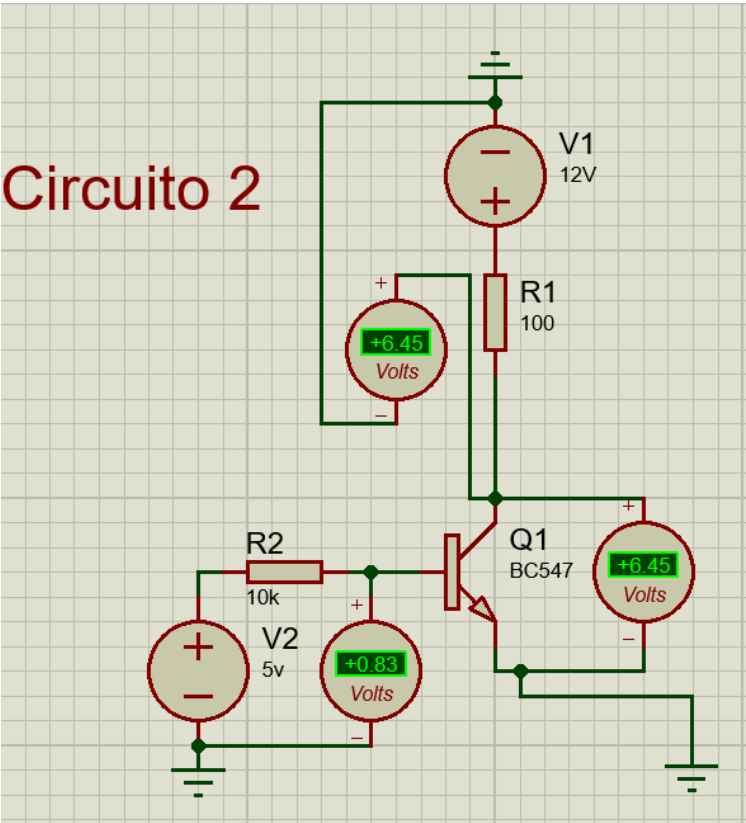 V1
12V
Circuito 2
R1
100
+6.45
Volts
R2
10k
Q1
BC547
+6.45
Volts
V2
5v
+0.83
Volts